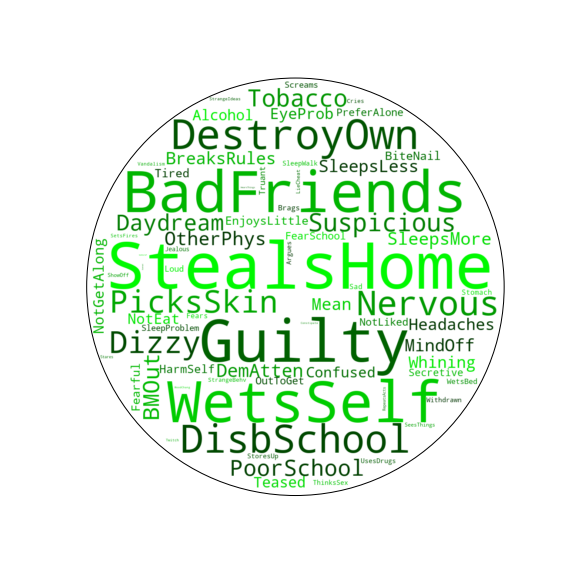 Screams
StrangeIdeas
Tobacco
Cries
Alcohol
EyeProb
PreferAlone
DestroyOwn
BreaksRules
BiteNail
Vandalism
SleepWalk
SleepsLess
Tired
Truant
LieCheat
BadFriends
Brags
Daydream
EnjoysLittle
Suspicious
SetsFires
OtherPhys
FearSchool
SleepsMore
NotGetAlong
Jealous
Argues
StealsHome
Loud
ShowOff
Sad
Stomach
PicksSkin
Mean
Nervous
NotEat
Fears
NotLiked
Headaches
SleepProblem
Guilty
Dizzy
MindOff
Stares
BMOut
HarmSelf
DemAtten
Confused
Whining
Secretive
Fearful
StrangeBehv
OutToGet
WetsBed
WetsSelf
Withdrawn
SeesThings
DisbSchool
Twitch
StoresUp
PoorSchool
UsesDrugs
Teased
ThinksSex